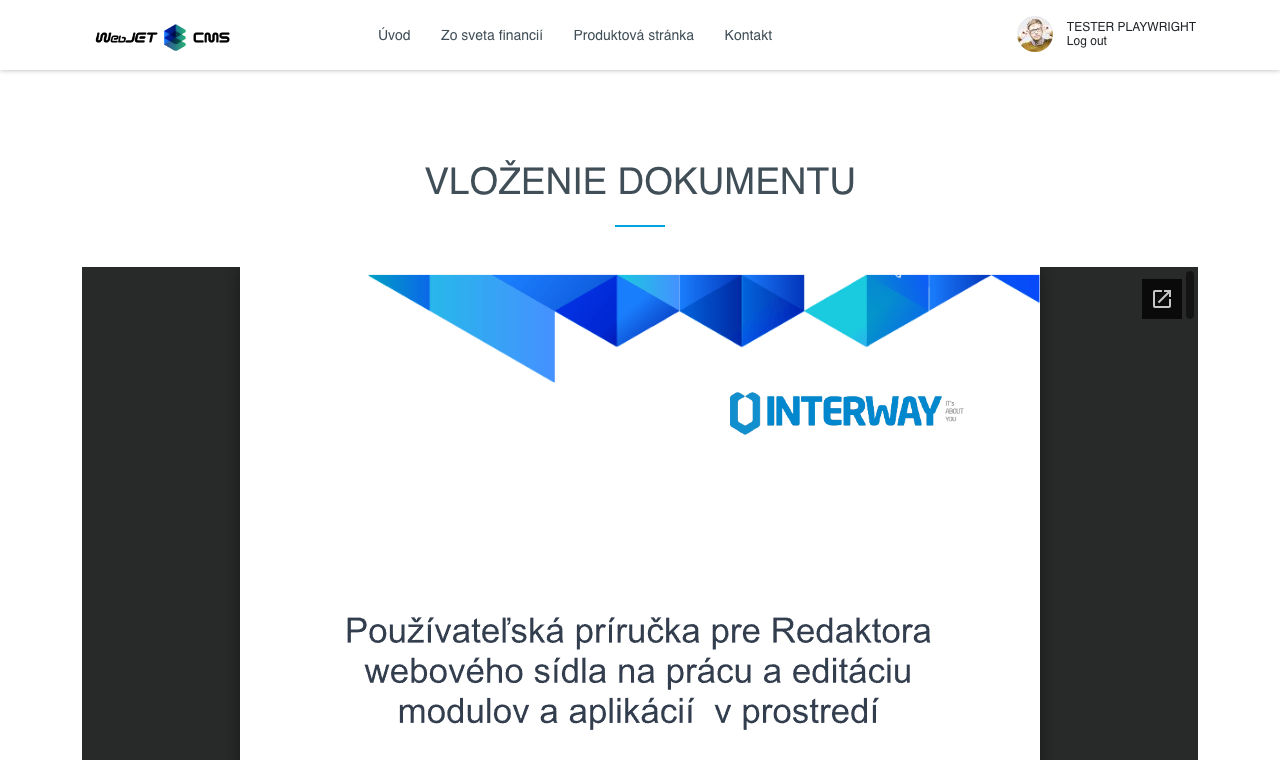 WebJET CMS
Úvod
Zo sveta financií
Produktová stránka
Kontakt
TESTER PLAYWRIGHT
Log out
VLOŽENIE DOKUMENTU
INTERWAY
IT's
ABOUT
YOU
Používateľská príručka pre Redaktora
webového sídla na prácu a editáciu
modulov a aplikácií  v prostredí